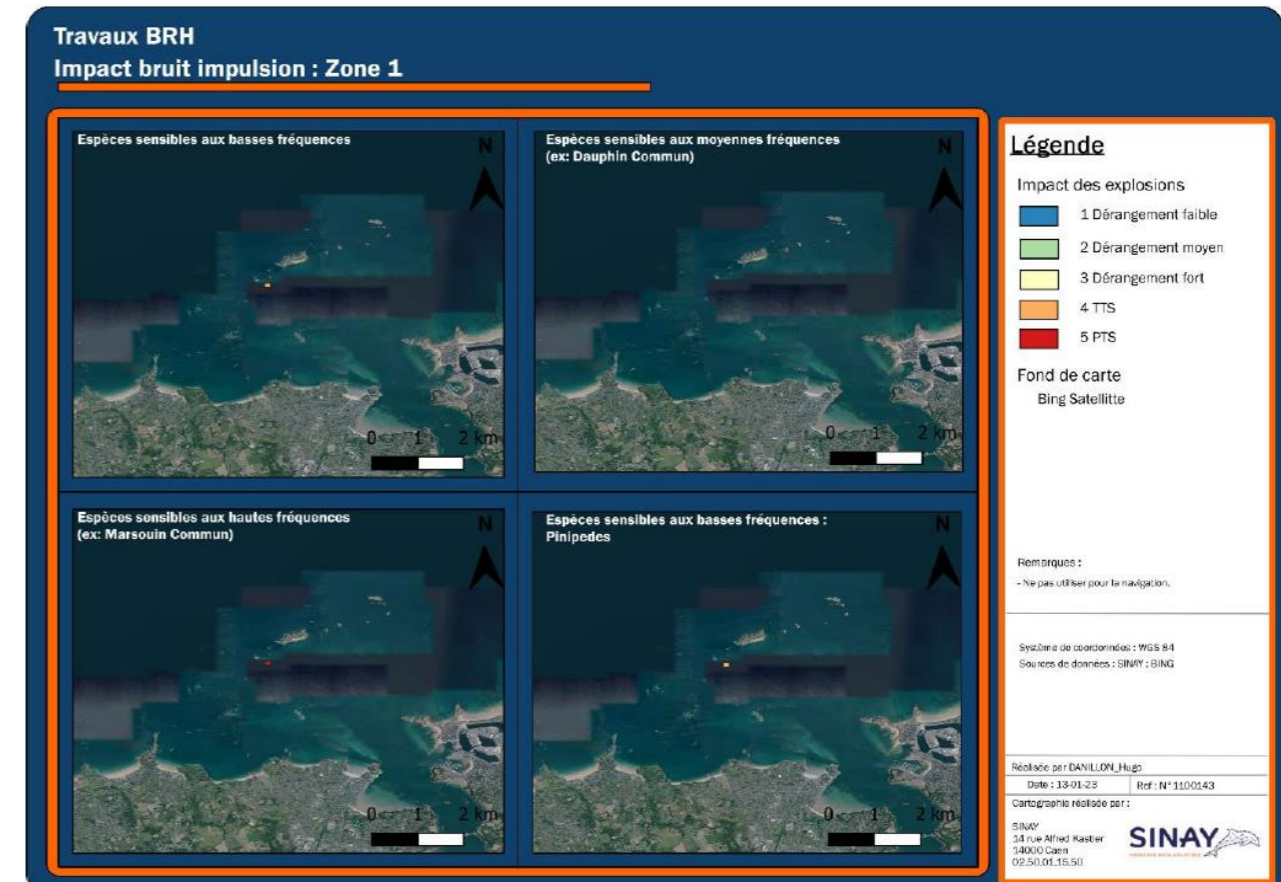 Travaux BRH
Impact bruit impulsion : Zone 1
Espèces sensibles aux basses fréquences
N
0 1 2 km
Espèces sensibles aux moyennes fréquences
(ex: Dauphin Commun)
N
0 1 2 km
Espèces sensibles aux hautes fréquences
(ex: Marsouin Commun)
N
0 1 2 km
Espèces sensibles aux basses fréquences :
Pinipedes
N
0 1 2 km
Légende
Impact des explosions
1 Dérangement faible
2 Dérangement moyen
3 Dérangement fort
4 TTS
5 PTS
Fond de carte
Bing Satellitte
Remarques :
- Ne pas utiliser pour la navigation.
Système de coordonnées : WGS 84
Sources de données : SINAY ; BING
Réalisée par DANILLON_Hugo
Date : 13-01-23 Ref : N°1100143
Cartographie réalisée par :
SINAY
14 rue Alfred Kastler
14000 Caen
02.50.01.15.50
SINAY